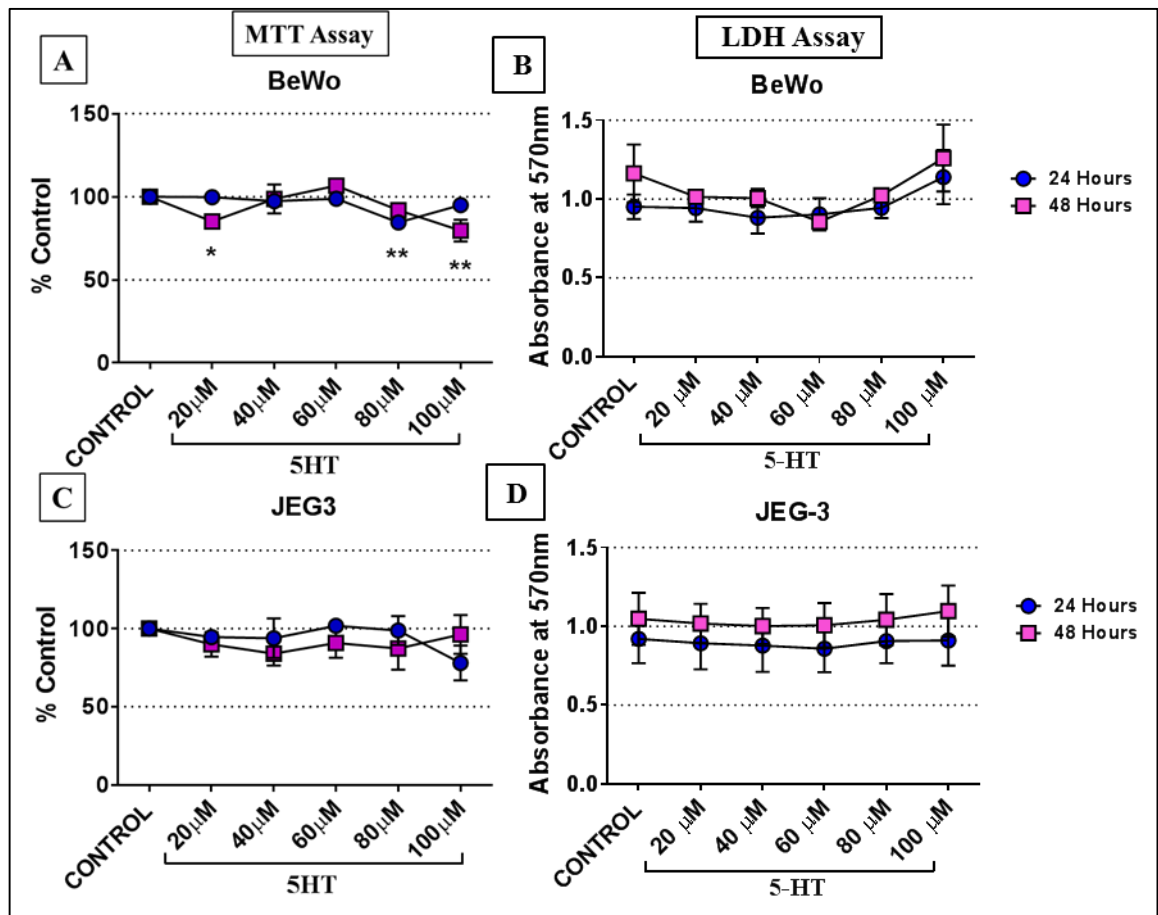 MTT Assay
LDH Assay
A
BeWo
% Control
150
100
50
0
*
**
**
CONTROL
20μM
40μM
60μM
80μM
100μM
5HT
B
BeWo
Absorbance at 570nm
1.5
1.0
0.5
0.0
CONTROL
20 μM
40 μM
60 μM
80 μM
100 μM
5-HT
24 Hours
48 Hours
C
JEG3
% Control
150
100
50
0
CONTROL
20μM
40μM
60μM
80μM
100μM
5HT
D
JEG-3
Absorbance at 570nm
1.5
1.0
0.5
0.0
CONTROL
20 μM
40 μM
60 μM
80 μM
100 μM
5-HT
24 Hours
48 Hours